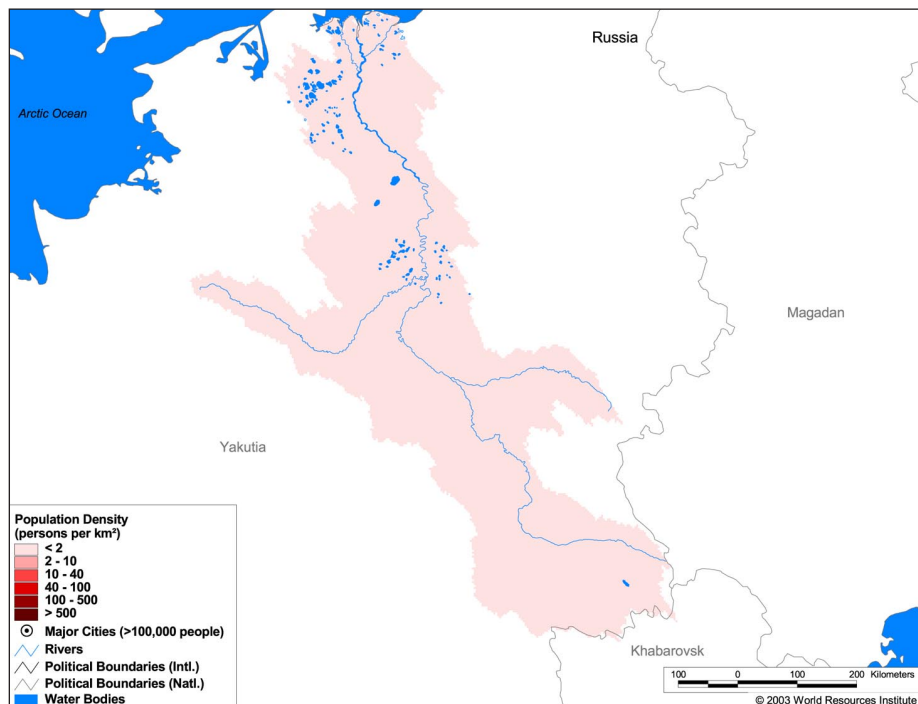 Russia
Arctic Ocean
Magadan
Yakutia
Khabarovsk
Population Density
(persons per km²)
< 2
2 - 10
10 - 40
40 - 100
100 - 500
> 500
Major Cities (>100,000 people)
Rivers
Political Boundaries (Intl.)
Political Boundaries (Natl.)
Water Bodies
100 0 100 200 Kilometers
© 2003 World Resources Institute